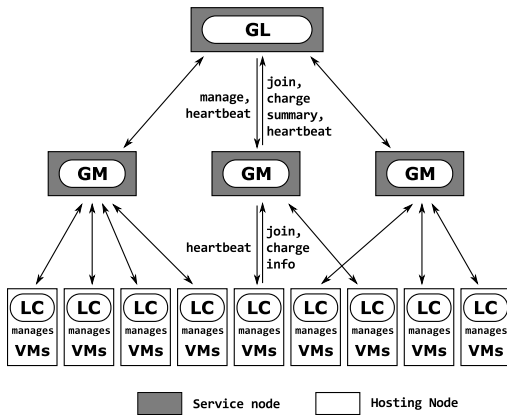 GL
manage,
heartbeat
join,
charge
summary,
heartbeat
GM
GM
GM
heartbeat
join,
charge
info
LC
manages
VMs
LC
manages
VMs
LC
manages
VMs
LC
manages
VMs
LC
manages
VMs
LC
manages
VMs
LC
manages
VMs
LC
manages
VMs
LC
manages
VMs
Service node
Hosting Node